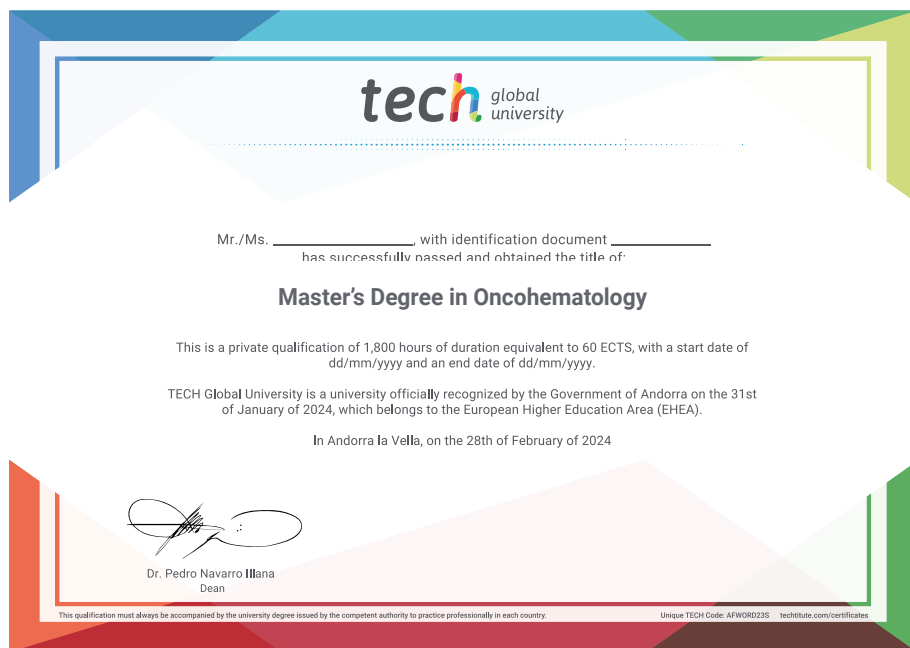 tech global
university
Mr./Ms. ____________, with identification document ____________
has successfully passed and obtained the title of:
Master's Degree in Oncohematology
This is a private qualification of 1,800 hours of duration equivalent to 60 ECTS, with a start date of
dd/mm/yyyy and an end date of dd/mm/yyyy.
TECH Global University is a university officially recognized by the Government of Andorra on the 31st
of January of 2024, which belongs to the European Higher Education Area (EHEA).
In Andorra la Vella, on the 28th of February of 2024
Dr. Pedro Navarro Illana
Dean
This qualification must always be accompanied by the university degree issued by the competent authority to practice professionally in each country.
Unique TECH Code: AFWORD23S techtitute.com/certificates